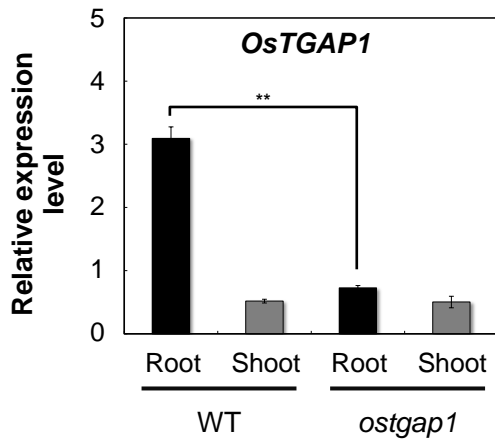 OsTGAP1
Relative expression
level
5
4
3
2
1
0
**
Root Shoot Root Shoot
WT ostgap1